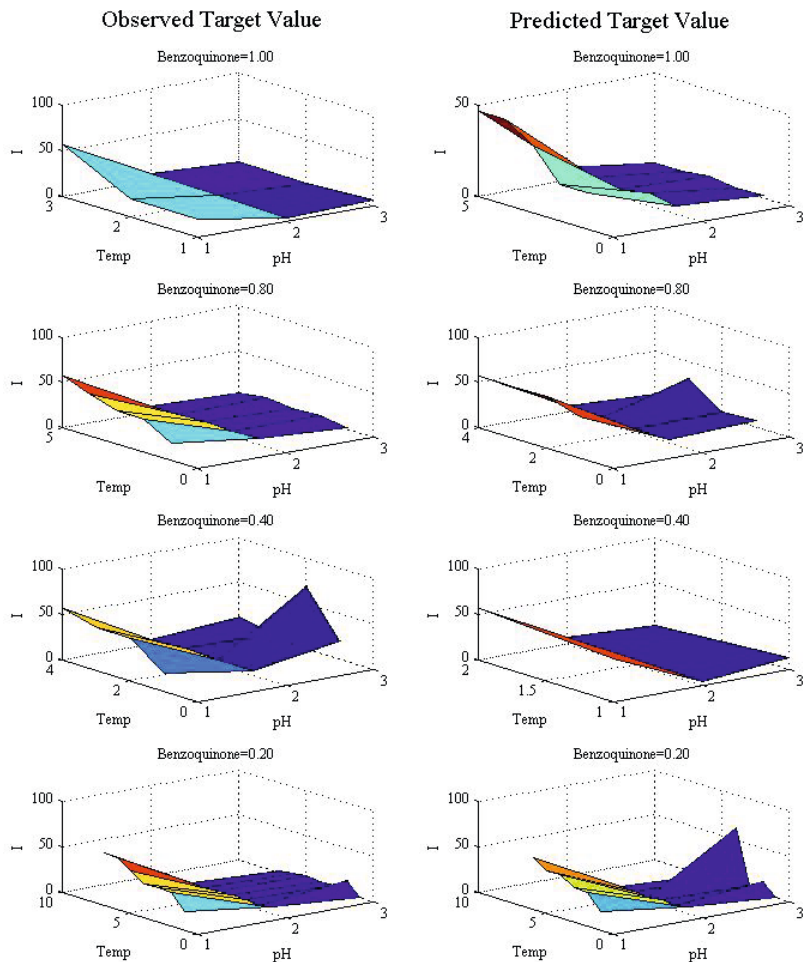 Observed Target Value
Predicted Target Value
Benzoquinone=1.00
100
50
0
I
3
2
1
Temp
1
2
3
pH
Benzoquinone=1.00
50
0
I
5
0
Temp
1
2
3
pH
Benzoquinone=0.80
100
50
0
I
5
0
Temp
1
2
3
pH
Benzoquinone=0.80
100
50
0
I
4
2
0
Temp
1
2
3
pH
Benzoquinone=0.40
100
50
0
I
4
2
0
Temp
1
2
3
pH
Benzoquinone=0.40
100
50
0
I
2
1.5
1
Temp
1
2
3
pH
Benzoquinone=0.20
100
50
0
I
10
5
0
Temp
1
2
3
pH
Benzoquinone=0.20
100
50
0
I
10
5
0
Temp
1
2
3
pH